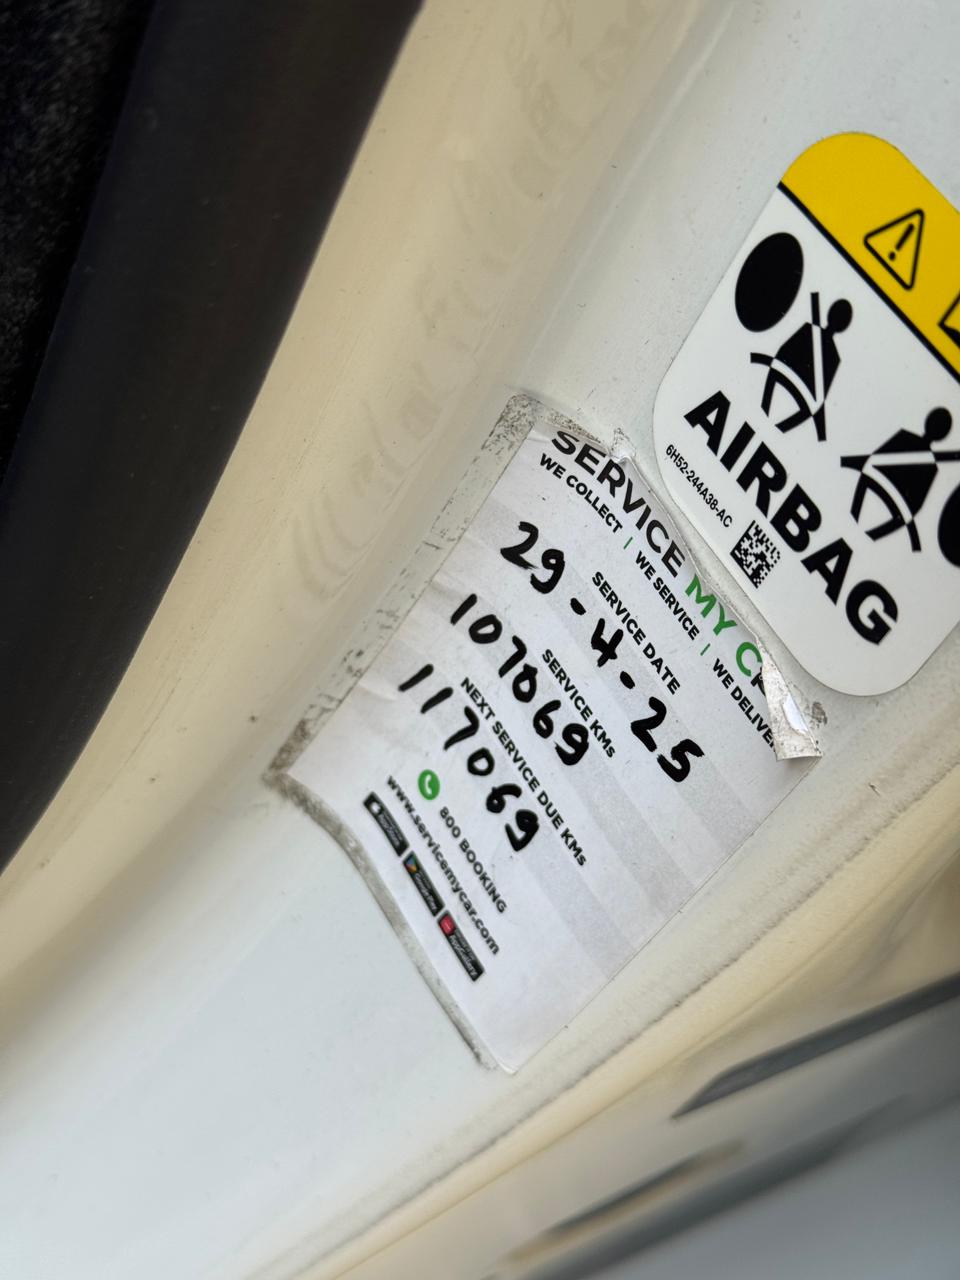 AIRBAG
6H52-244A38-AC
SERVICE MY
WE COLLECT | WE SERVICE | WE
29-4-25
SERVICE DATE
107069
SERVICE KMs
117069
NEXT SERVICE DUE KMs
800 BOOKING
www.servicemycar.com